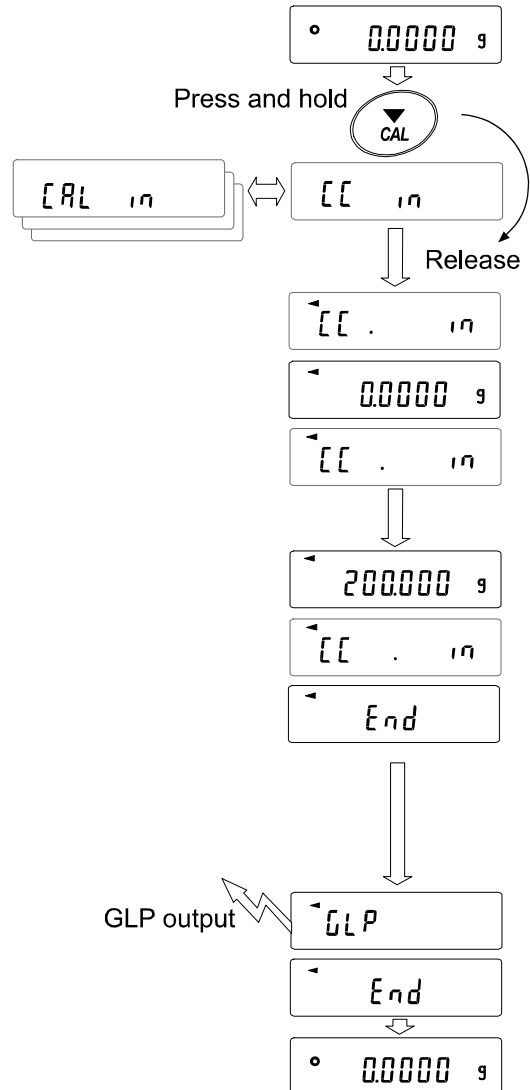 0.0000 g
Press and hold
CAL
CAL in
CC in
Release
CC . in
0.0000 g
CC . in
200.000 g
CC . in
End
GLP output
GLP
End
0.0000 g